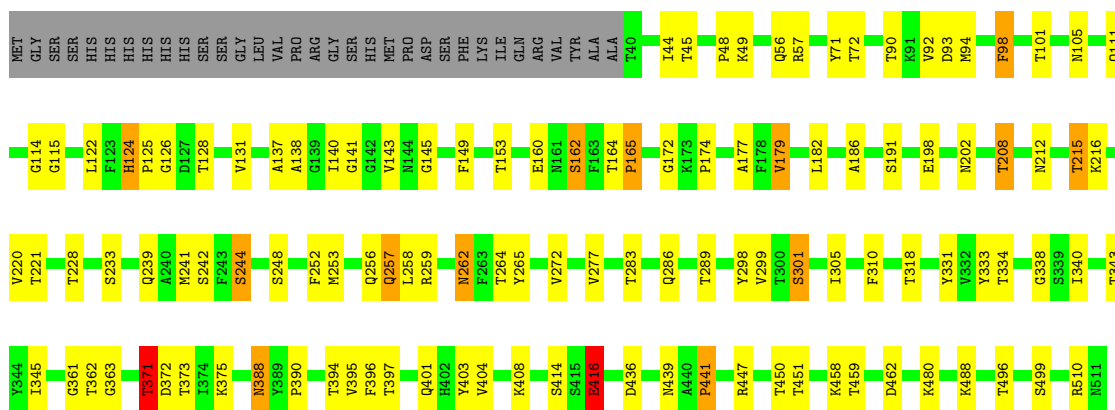 MET GLY SER SER HIS HIS HIS HIS HIS HIS SER SER GLY LEU VAL PRO ARG GLY SER HIS MET PRO ASP SER PHE LYS ILE GLN ARG VAL TYR ALA ALA T40 I44 T45 P48 K49 Q56 R57 Y71 T72 T90 K91 V92 D93 M94 F98 T101 N105 Q111
G114 G115 L122 F123 H124 P125 G126 D127 T128 V131 A137 A138 G139 I140 G141 G142 V143 N144 G145 F149 T153 E160 N161 S162 F163 T164 P165 G172 K173 P174 A177 F178 V179 L182 A186 S191 E198 N202 T208 N212 T215 K216
V220 T221 T228 S233 Q239 A240 M241 S242 F243 S244 S248 F252 M253 Q256 Q257 L258 R259 N262 F263 T264 Y265 V272 V277 T283 Q286 T289 Y298 V299 T300 S301 I305 F310 T318 Y331 V332 Y333 T334 G338 S339 I340 T343
Y344 I345 G361 T362 G363 T371 D372 T373 I374 K375 N388 Y389 P390 T394 V395 F396 T397 Q401 H402 Y403 V404 K408 S414 S415 E416 D436 N439 A440 P441 R447 T450 T451 K458 T459 D462 K480 K488 T496 S499 R510 N511